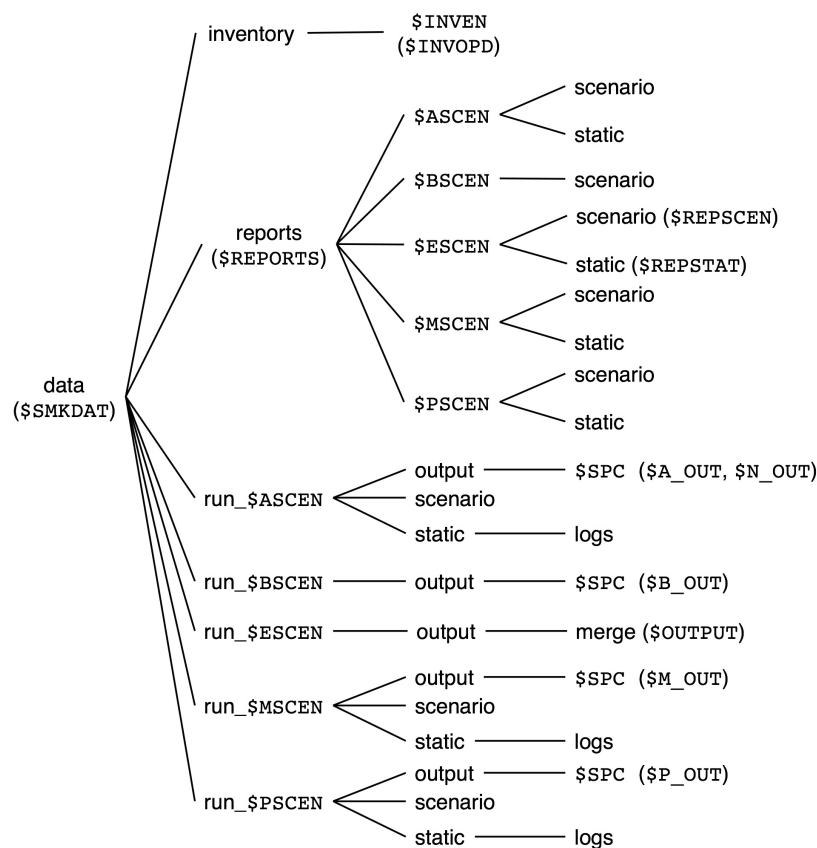 inventory
$INVEN
($INVOPD)
$ASCEN
scenario
static
$BSCEN
scenario
reports
($REPORTS)
$ESCEN
scenario ($REPSCEN)
static ($REPSTAT)
$MSCEN
scenario
static
$PSCEN
scenario
static
data
($SMKDAT)
run_$ASCEN
output
$SPC ($A_OUT, $N_OUT)
scenario
static
logs
run_$BSCEN
output
$SPC ($B_OUT)
run_$ESCEN
output
merge ($OUTPUT)
run_$MSCEN
output
$SPC ($M_OUT)
scenario
static
logs
run_$PSCEN
output
$SPC ($P_OUT)
scenario
static
logs